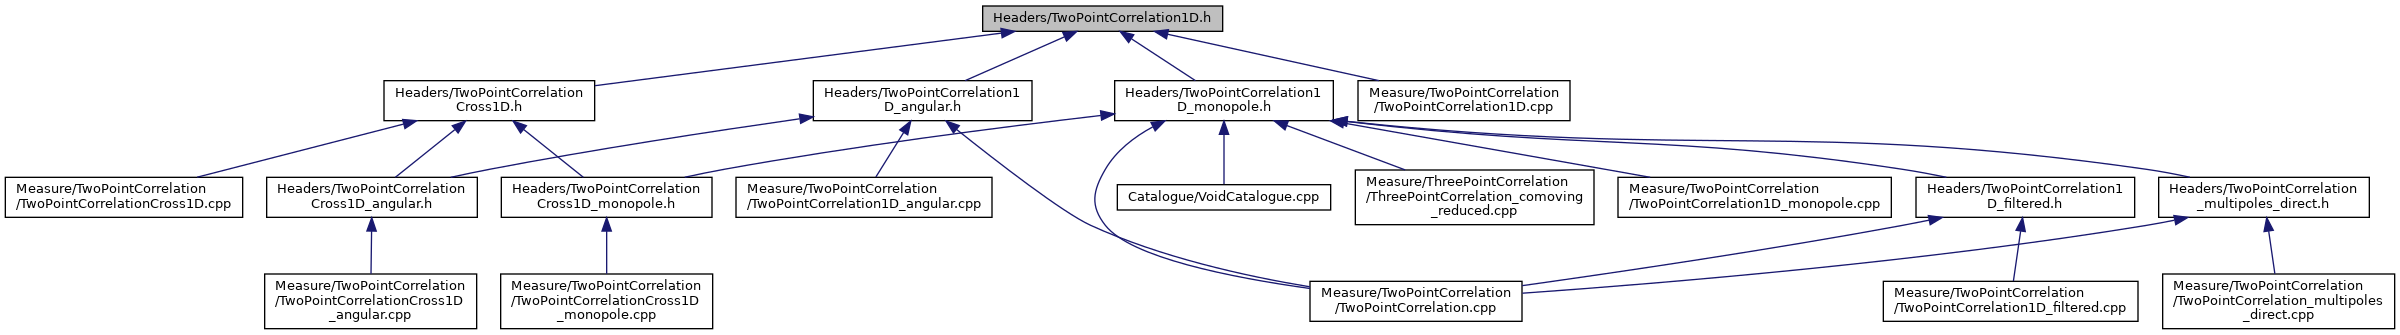 Headers/TwoPointCorrelation1D.h
Headers/TwoPointCorrelation
Cross1D.h
Headers/TwoPointCorrelation1
D_angular.h
Headers/TwoPointCorrelation1
D_monopole.h
Measure/TwoPointCorrelation
/TwoPointCorrelation1D.cpp
Measure/TwoPointCorrelation
/TwoPointCorrelationCross1D.cpp
Headers/TwoPointCorrelation
Cross1D_angular.h
Headers/TwoPointCorrelation
Cross1D_monopole.h
Measure/TwoPointCorrelation
/TwoPointCorrelation1D_angular.cpp
Catalogue/VoidCatalogue.cpp
Measure/ThreePointCorrelation
/ThreePointCorrelation_comoving
_reduced.cpp
Measure/TwoPointCorrelation
/TwoPointCorrelation1D_monopole.cpp
Headers/TwoPointCorrelation1
D_filtered.h
Headers/TwoPointCorrelation
_multipoles_direct.h
Measure/TwoPointCorrelation
/TwoPointCorrelationCross1D
_angular.cpp
Measure/TwoPointCorrelation
/TwoPointCorrelationCross1D
_monopole.cpp
Measure/TwoPointCorrelation
/TwoPointCorrelation.cpp
Measure/TwoPointCorrelation
/TwoPointCorrelation1D_filtered.cpp
Measure/TwoPointCorrelation
/TwoPointCorrelation_multipoles
_direct.cpp